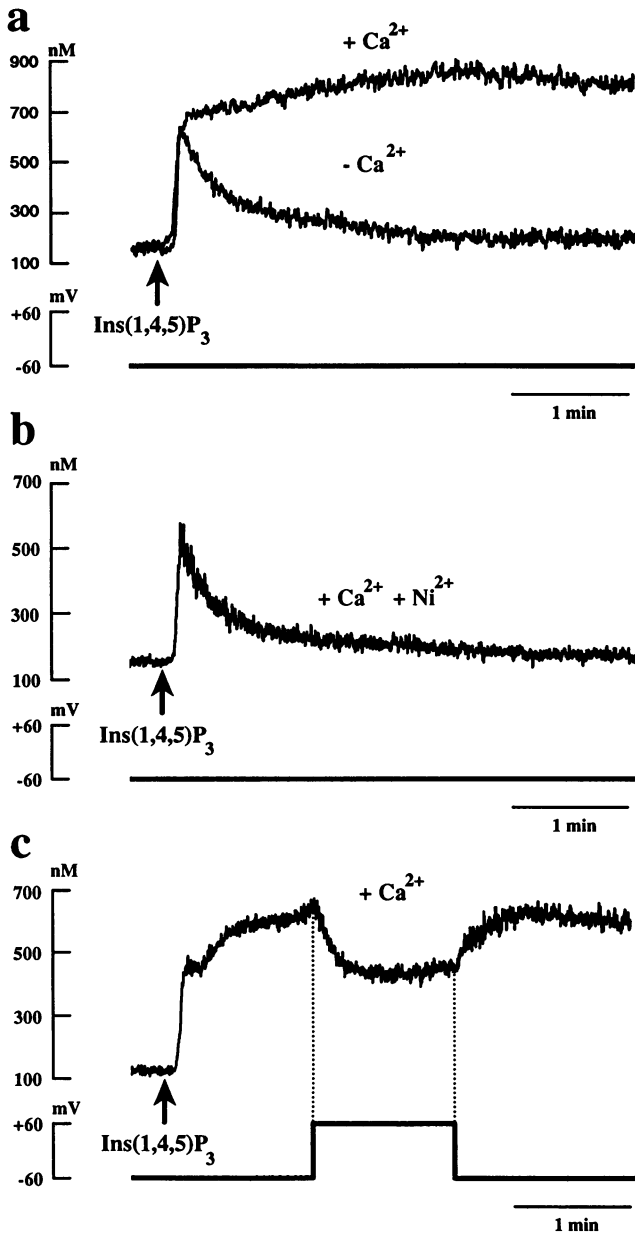 a
nM
900
+ Ca²⁺
700
500
- Ca²⁺
300
100
mV
+60
Ins(1,4,5)P₃
-60
1 min
b
nM
700
500
+ Ca²⁺ + Ni²⁺
300
100
mV
+60
Ins(1,4,5)P₃
-60
1 min
c
nM
700
+ Ca²⁺
500
300
100
mV
+60
Ins(1,4,5)P₃
-60
1 min